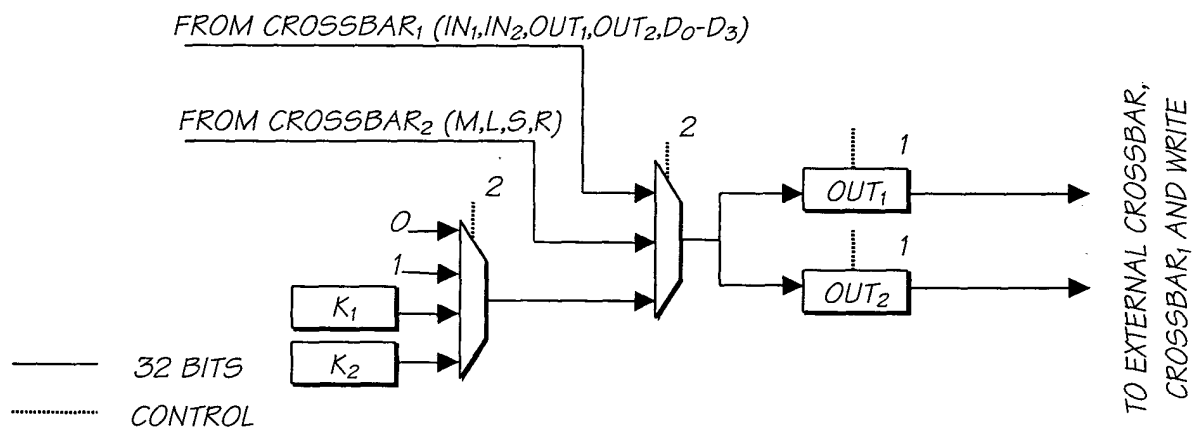 FROM CROSSBAR₁ (IN₁,IN₂,OUT₁,OUT₂,D₀-D₃)
FROM CROSSBAR₂ (M,L,S,R)
2
2
1
0
1
K₁
K₂
OUT₁
1
OUT₂
TO EXTERNAL CROSSBAR,
CROSSBAR₁ AND WRITE
32 BITS
CONTROL